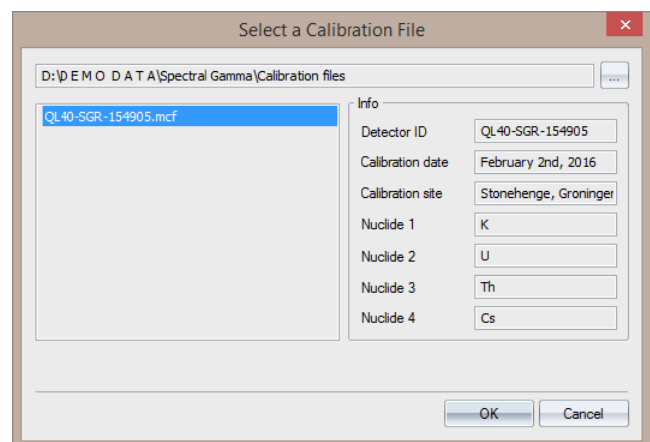 Select a Calibration File
D:\D E M O D A T A\Spectral Gamma\Calibration files
...
QL40-SGR-154905.mcf
Info
Detector ID QL40-SGR-154905
Calibration date February 2nd, 2016
Calibration site Stonehenge, Groninger
Nuclide 1 K
Nuclide 2 U
Nuclide 3 Th
Nuclide 4 Cs
OK Cancel